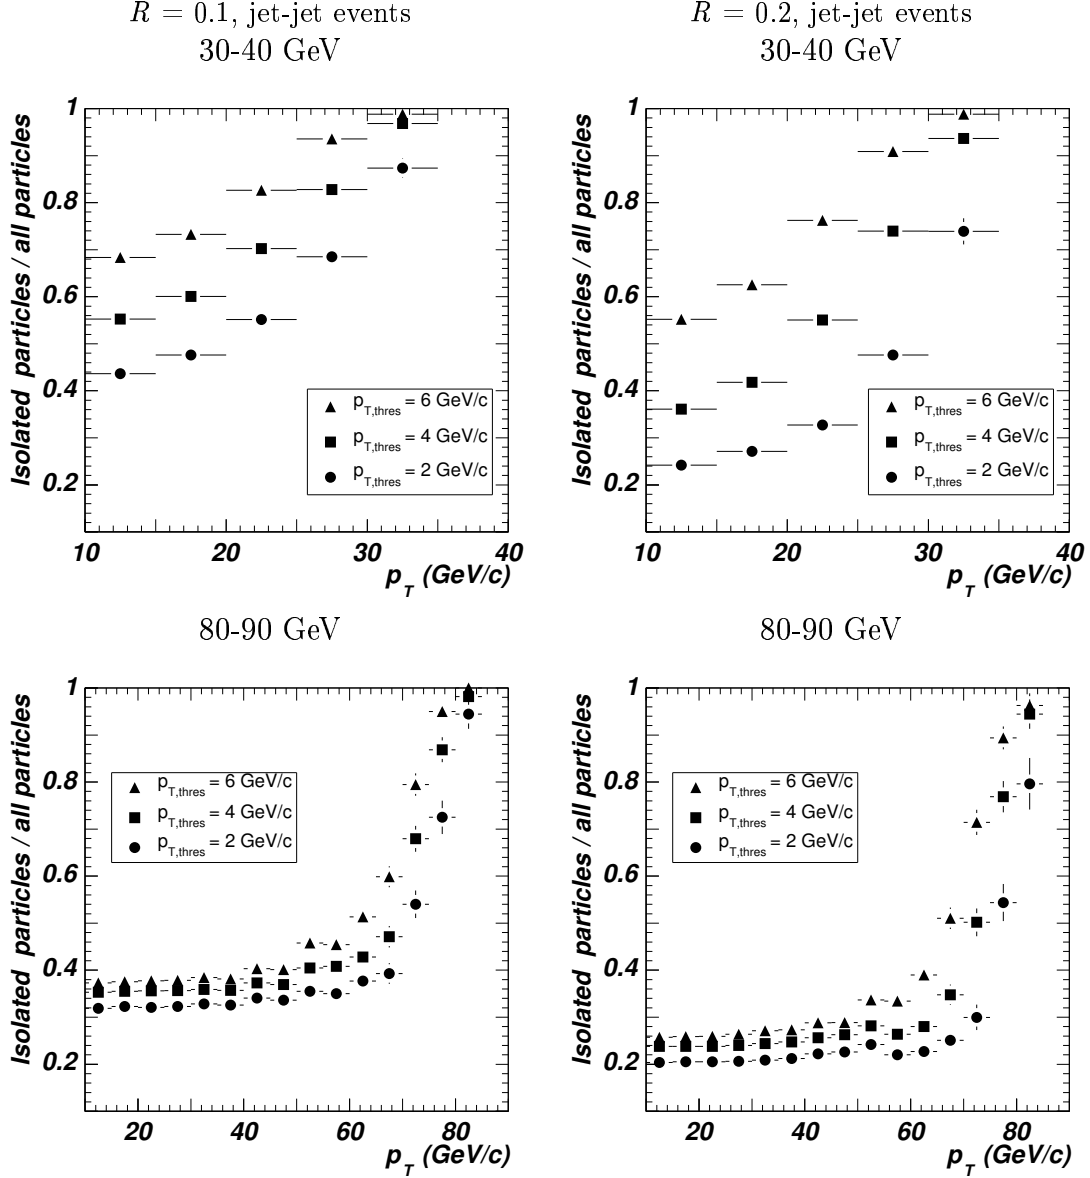 R = 0.1, jet-jet events
30-40 GeV
Isolated particles / all particles
1
0.8
0.6
0.4
0.2
p_T,thres = 6 GeV/c
p_T,thres = 4 GeV/c
p_T,thres = 2 GeV/c
10 20 30 40
p_T (GeV/c)
R = 0.2, jet-jet events
30-40 GeV
Isolated particles / all particles
1
0.8
0.6
0.4
0.2
p_T,thres = 6 GeV/c
p_T,thres = 4 GeV/c
p_T,thres = 2 GeV/c
10 20 30 40
p_T (GeV/c)
80-90 GeV
Isolated particles / all particles
1
0.8
0.6
0.4
0.2
p_T,thres = 6 GeV/c
p_T,thres = 4 GeV/c
p_T,thres = 2 GeV/c
20 40 60 80
p_T (GeV/c)
80-90 GeV
Isolated particles / all particles
1
0.8
0.6
0.4
0.2
p_T,thres = 6 GeV/c
p_T,thres = 4 GeV/c
p_T,thres = 2 GeV/c
20 40 60 80
p_T (GeV/c)